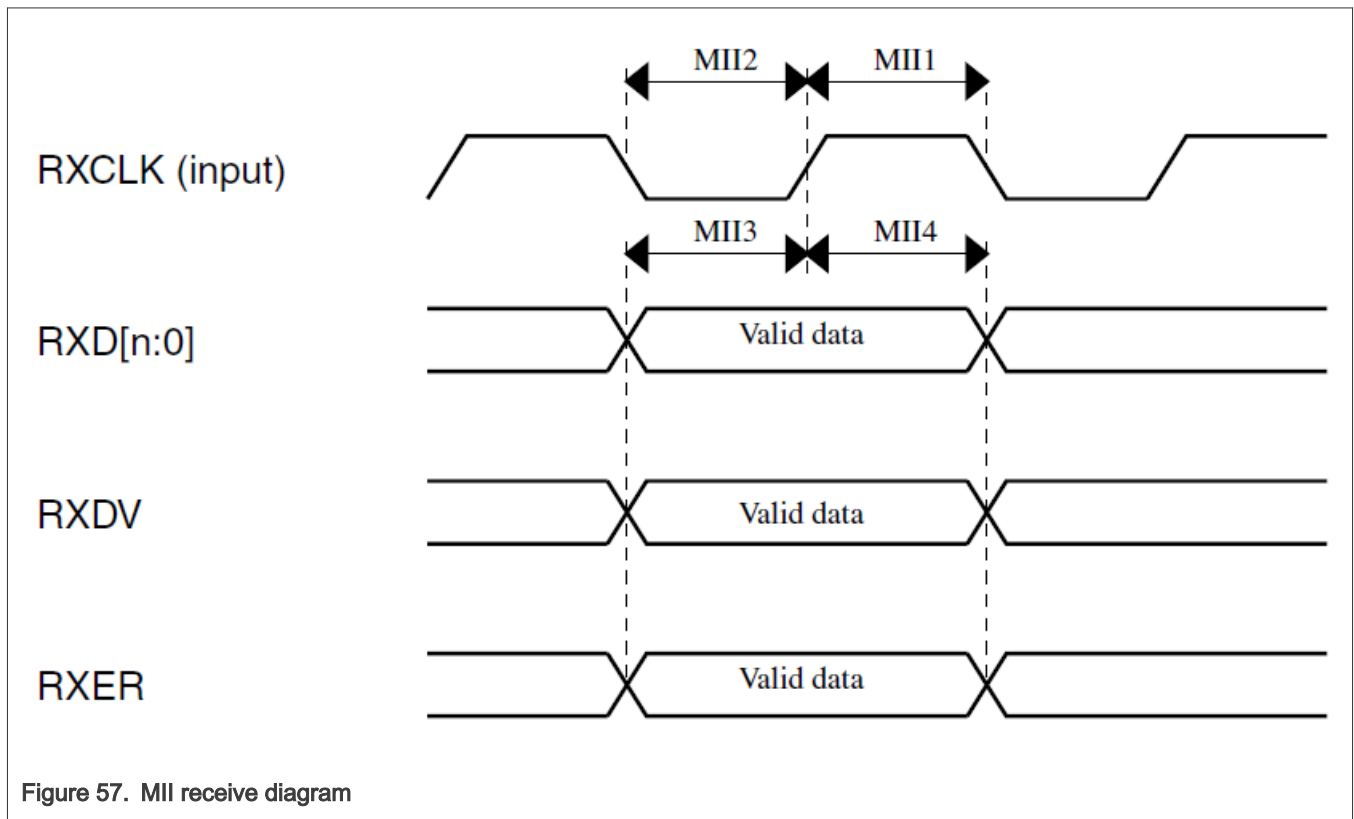 MII2 MII1
RXCLK (input)
MII3 MII4
RXD[n:0] Valid data
RXDV Valid data
RXER Valid data
Figure 57. MII receive diagram